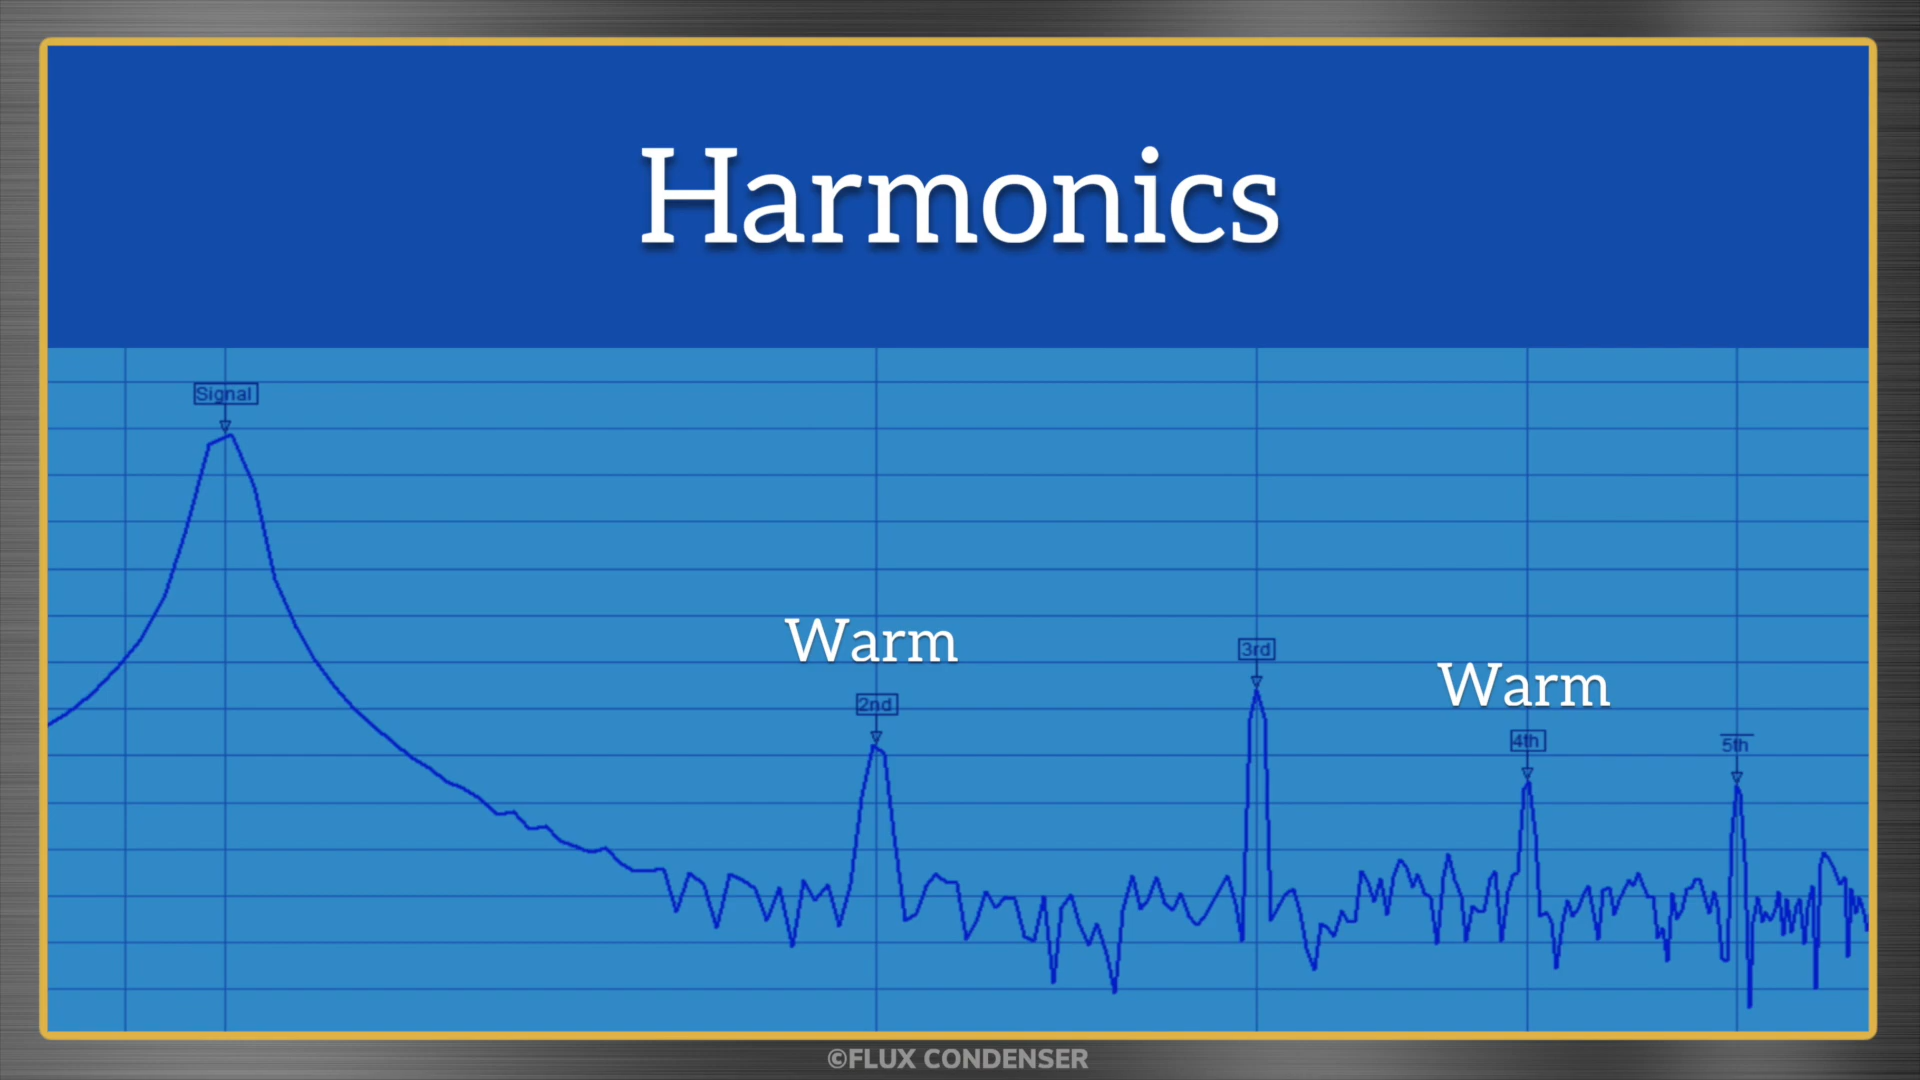 Harmonics
Signal
Warm
2nd
3rd
Warm
4th
5th
©FLUX CONDENSER